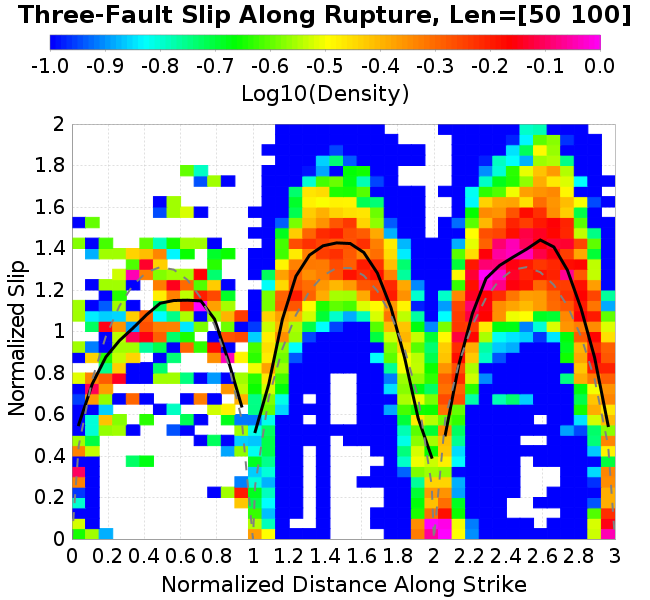 Three-Fault Slip Along Rupture, Len=[50 100]
-1.0 -0.9 -0.8 -0.7 -0.6 -0.5 -0.4 -0.3 -0.2 -0.1 0.0
Log10(Density)
2
1.8
1.6
1.4
1.2
1
0.8
0.6
0.4
0.2
0
Normalized Slip
0 0.2 0.4 0.6 0.8 1 1.2 1.4 1.6 1.8 2 2.2 2.4 2.6 2.8 3
Normalized Distance Along Strike